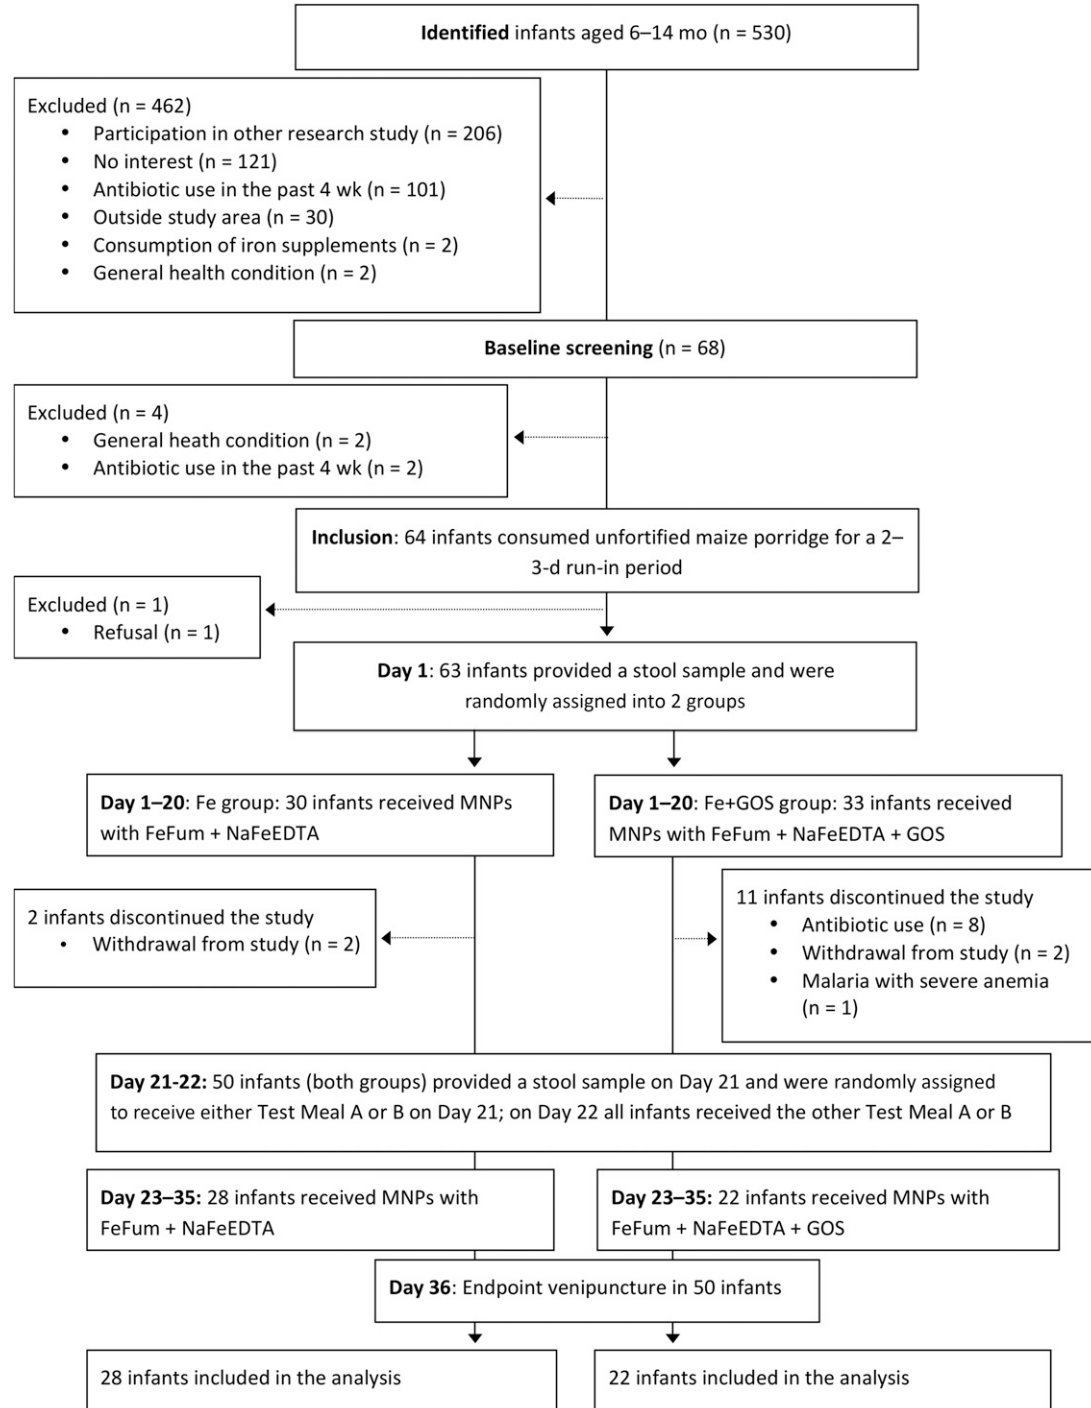 Identified infants aged 6–14 mo (n = 530)
Excluded (n = 462)
• Participation in other research study (n = 206)
• No interest (n = 121)
• Antibiotic use in the past 4 wk (n = 101)
• Outside study area (n = 30)
• Consumption of iron supplements (n = 2)
• General health condition (n = 2)
Baseline screening (n = 68)
Excluded (n = 4)
• General heath condition (n = 2)
• Antibiotic use in the past 4 wk (n = 2)
Inclusion: 64 infants consumed unfortified maize porridge for a 2–
3-d run-in period
Excluded (n = 1)
• Refusal (n = 1)
Day 1: 63 infants provided a stool sample and were
randomly assigned into 2 groups
Day 1–20: Fe group: 30 infants received MNPs
with FeFum + NaFeEDTA
Day 1–20: Fe+GOS group: 33 infants received
MNPs with FeFum + NaFeEDTA + GOS
2 infants discontinued the study
• Withdrawal from study (n = 2)
11 infants discontinued the study
• Antibiotic use (n = 8)
• Withdrawal from study (n = 2)
• Malaria with severe anemia
(n = 1)
Day 21-22: 50 infants (both groups) provided a stool sample on Day 21 and were randomly assigned
to receive either Test Meal A or B on Day 21; on Day 22 all infants received the other Test Meal A or B
Day 23–35: 28 infants received MNPs with
FeFum + NaFeEDTA
Day 23–35: 22 infants received MNPs with
FeFum + NaFeEDTA + GOS
Day 36: Endpoint venipuncture in 50 infants
28 infants included in the analysis
22 infants included in the analysis